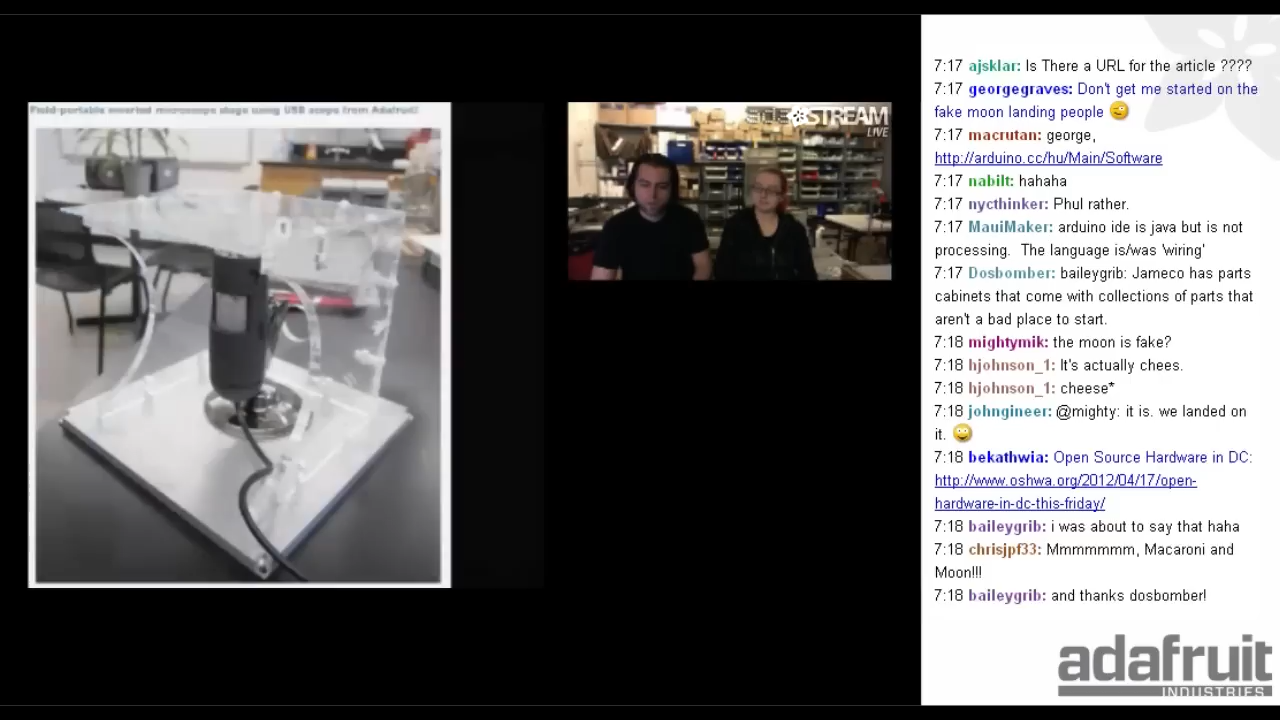 Field-portable inverted microscope stage using USB scope from Adafruit!
STREAM
LIVE
7:17 ajsklar: Is There a URL for the article ????
7:17 georgegraves: Don't get me started on the
fake moon landing people
7:17 macrutan: george,
http://arduino.cc/hu/Main/Software
7:17 nabilt: hahaha
7:17 nycthinker: Phul rather.
7:17 MauiMaker: arduino ide is java but is not
processing. The language is/was 'wiring'
7:17 Dosbomber: baileygrib: Jameco has parts
cabinets that come with collections of parts that
aren't a bad place to start.
7:18 mightymik: the moon is fake?
7:18 hjohnson_1: It's actually chees.
7:18 hjohnson_1: cheese*
7:18 johngineer: @mighty: it is. we landed on
it.
7:18 bekathwia: Open Source Hardware in DC:
http://www.oshwa.org/2012/04/17/open-
hardware-in-dc-this-friday/
7:18 baileygrib: i was about to say that haha
7:18 chrisjpf33: Mmmmmmm, Macaroni and
Moon!!!
7:18 baileygrib: and thanks dosbomber!
adafruit
INDUSTRIES